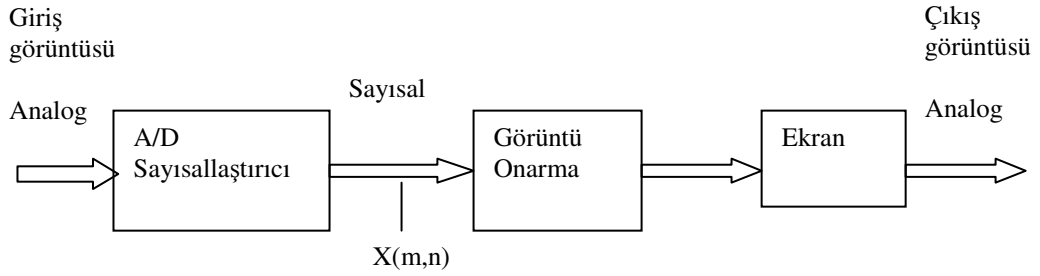 Giriş
görüntüsü
Analog
A/D
Sayısallaştırıcı
Sayısal
X(m,n)
Görüntü
Onarma
Ekran
Çıkış
görüntüsü
Analog